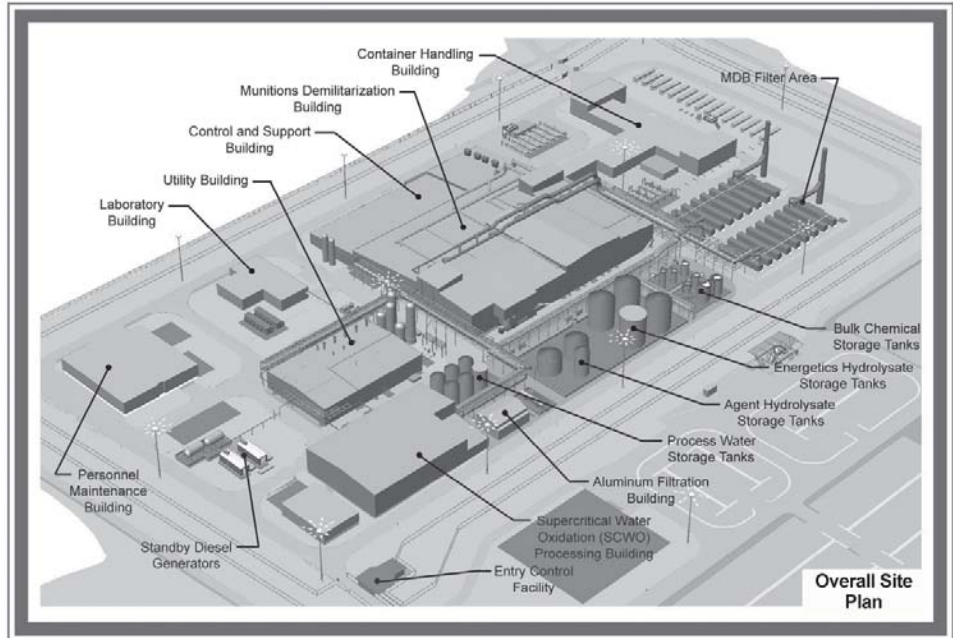 Container Handling
Building
MDB Filter Area
Munitions Demilitarization
Building
Control and Support
Building
Utility Building
Laboratory
Building
Bulk Chemical
Storage Tanks
Energetics Hydrolysate
Storage Tanks
Agent Hydrolysate
Storage Tanks
Process Water
Storage Tanks
Aluminum Filtration
Building
Personnel
Maintenance
Building
Supercritical Water
Oxidation (SCWO)
Processing Building
Standby Diesel
Generators
Entry Control
Facility
Overall Site
Plan